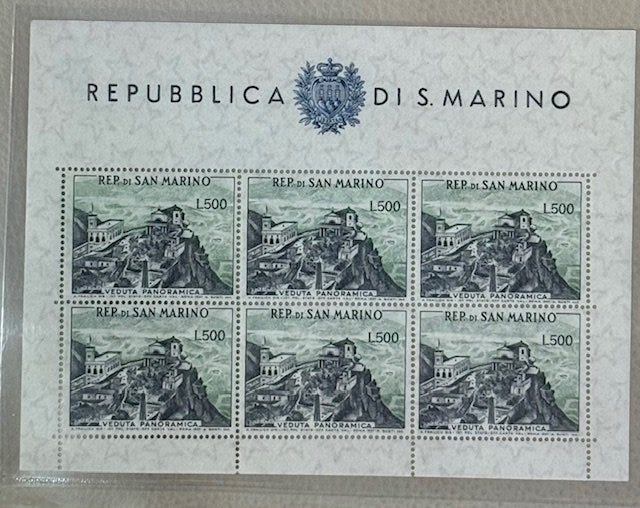 REPUBBLICA DI S. MARINO
REP. DI SAN MARINO
L.500
VEDUTA PANORAMICA
REP. DI SAN MARINO
L.500
VEDUTA PANORAMICA
REP. DI SAN MARINO
L.500
VEDUTA PANORAMICA
REP. DI SAN MARINO
L.500
VEDUTA PANORAMICA
REP. DI SAN MARINO
L.500
VEDUTA PANORAMICA
REP. DI SAN MARINO
L.500
VEDUTA PANORAMICA